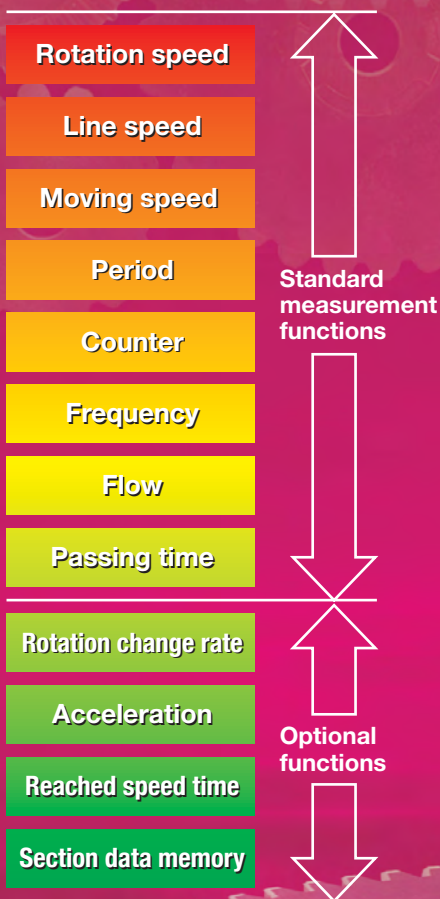 Rotation speed
Line speed
Moving speed
Period
Counter
Frequency
Flow
Passing time
Standard
measurement
functions
Rotation change rate
Acceleration
Reached speed time
Section data memory
Optional
functions